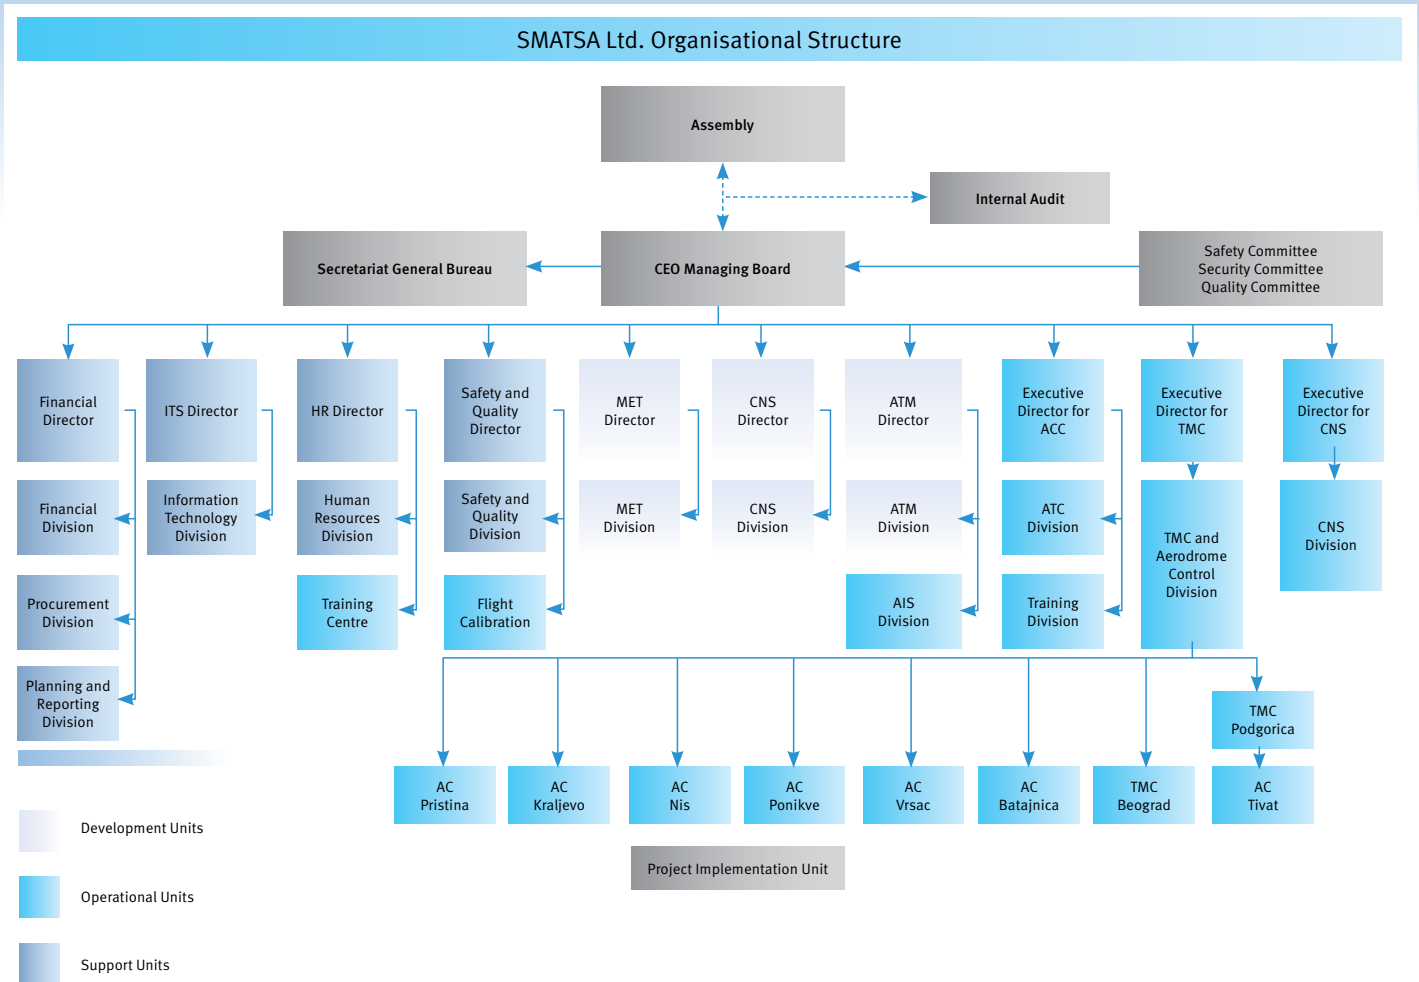 SMATSA Ltd. Organisational Structure
Assembly
Internal Audit
Secretariat General Bureau
CEO Managing Board
Safety Committee
Security Committee
Quality Committee
Financial
Director
ITS Director
HR Director
Safety and
Quality
Director
MET
Director
CNS
Director
ATM
Director
Executive
Director for
ACC
Executive
Director for
TMC
Executive
Director for
CNS
Financial
Division
Information
Technology
Division
Human
Resources
Division
Safety and
Quality
Division
MET
Division
CNS
Division
ATM
Division
ATC
Division
TMC and
Aerodrome
Control
Division
CNS
Division
Procurement
Division
Training
Centre
Flight
Calibration
AIS
Division
Training
Division
Planning and
Reporting
Division
TMC
Podgorica
AC
Pristina
AC
Kraljevo
AC
Nis
AC
Ponikve
AC
Vrsac
AC
Batajnica
TMC
Beograd
AC
Tivat
Project Implementation Unit
Development Units
Operational Units
Support Units